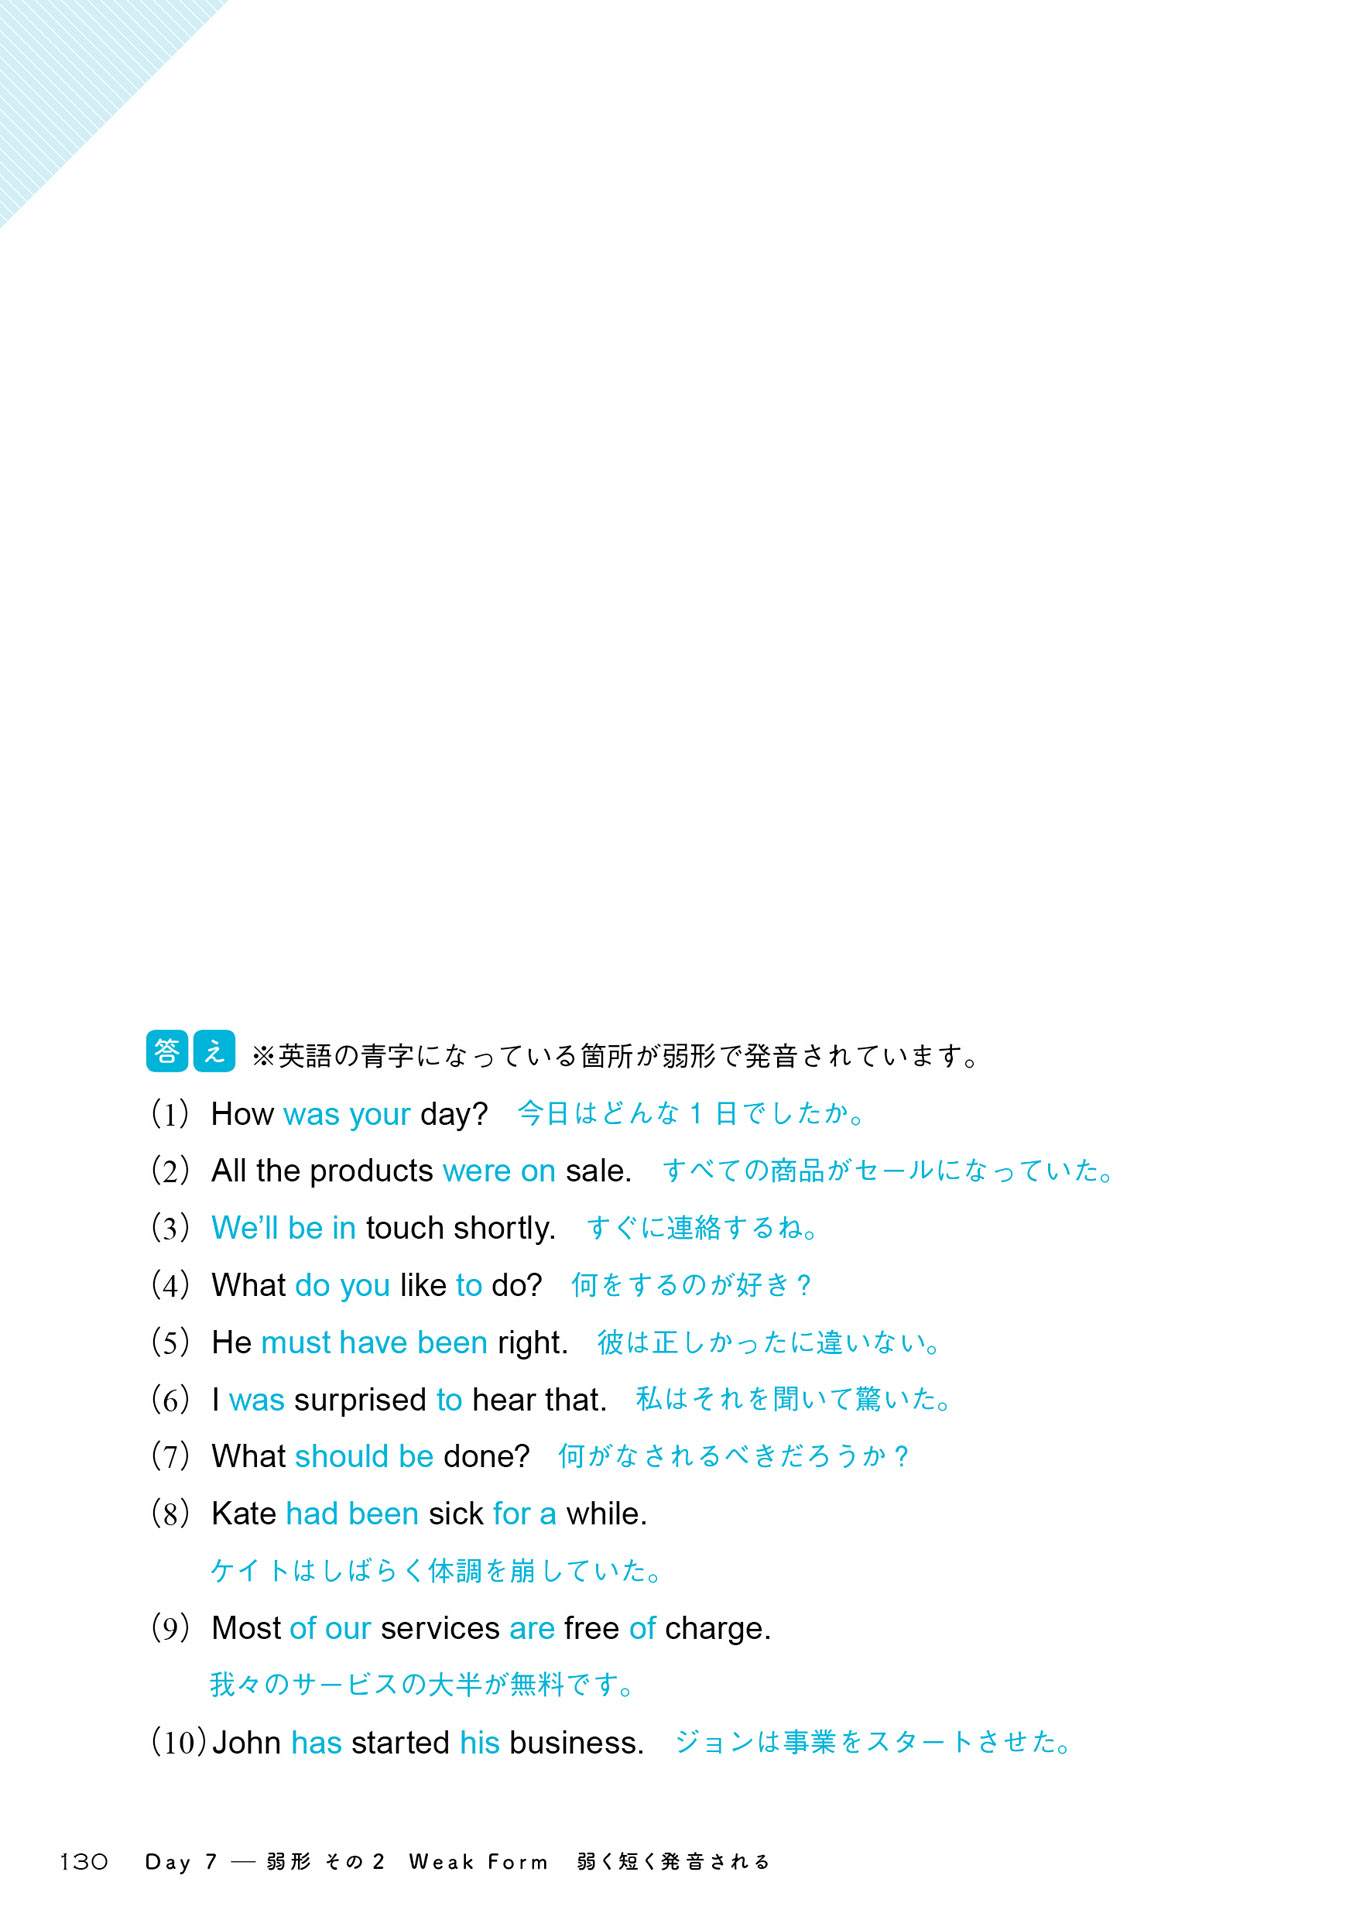 答え ※英語の青字になっている箇所が弱形で発音されています。
(1) How was your day? 今日はどんな1日でしたか。
(2) All the products were on sale. すべての商品がセールになっていた。
(3) We’ll be in touch shortly. すぐに連絡するね。
(4) What do you like to do? 何をするのが好き？
(5) He must have been right. 彼は正しかったに違いない。
(6) I was surprised to hear that. 私はそれを聞いて驚いた。
(7) What should be done? 何がなされるべきだろうか？
(8) Kate had been sick for a while.
ケイトはしばらく体調を崩していた。
(9) Most of our services are free of charge.
我々のサービスの大半が無料です。
(10) John has started his business. ジョンは事業をスタートさせた。
130 Day 7 — 弱形 その2 Weak Form 弱く短く発音される